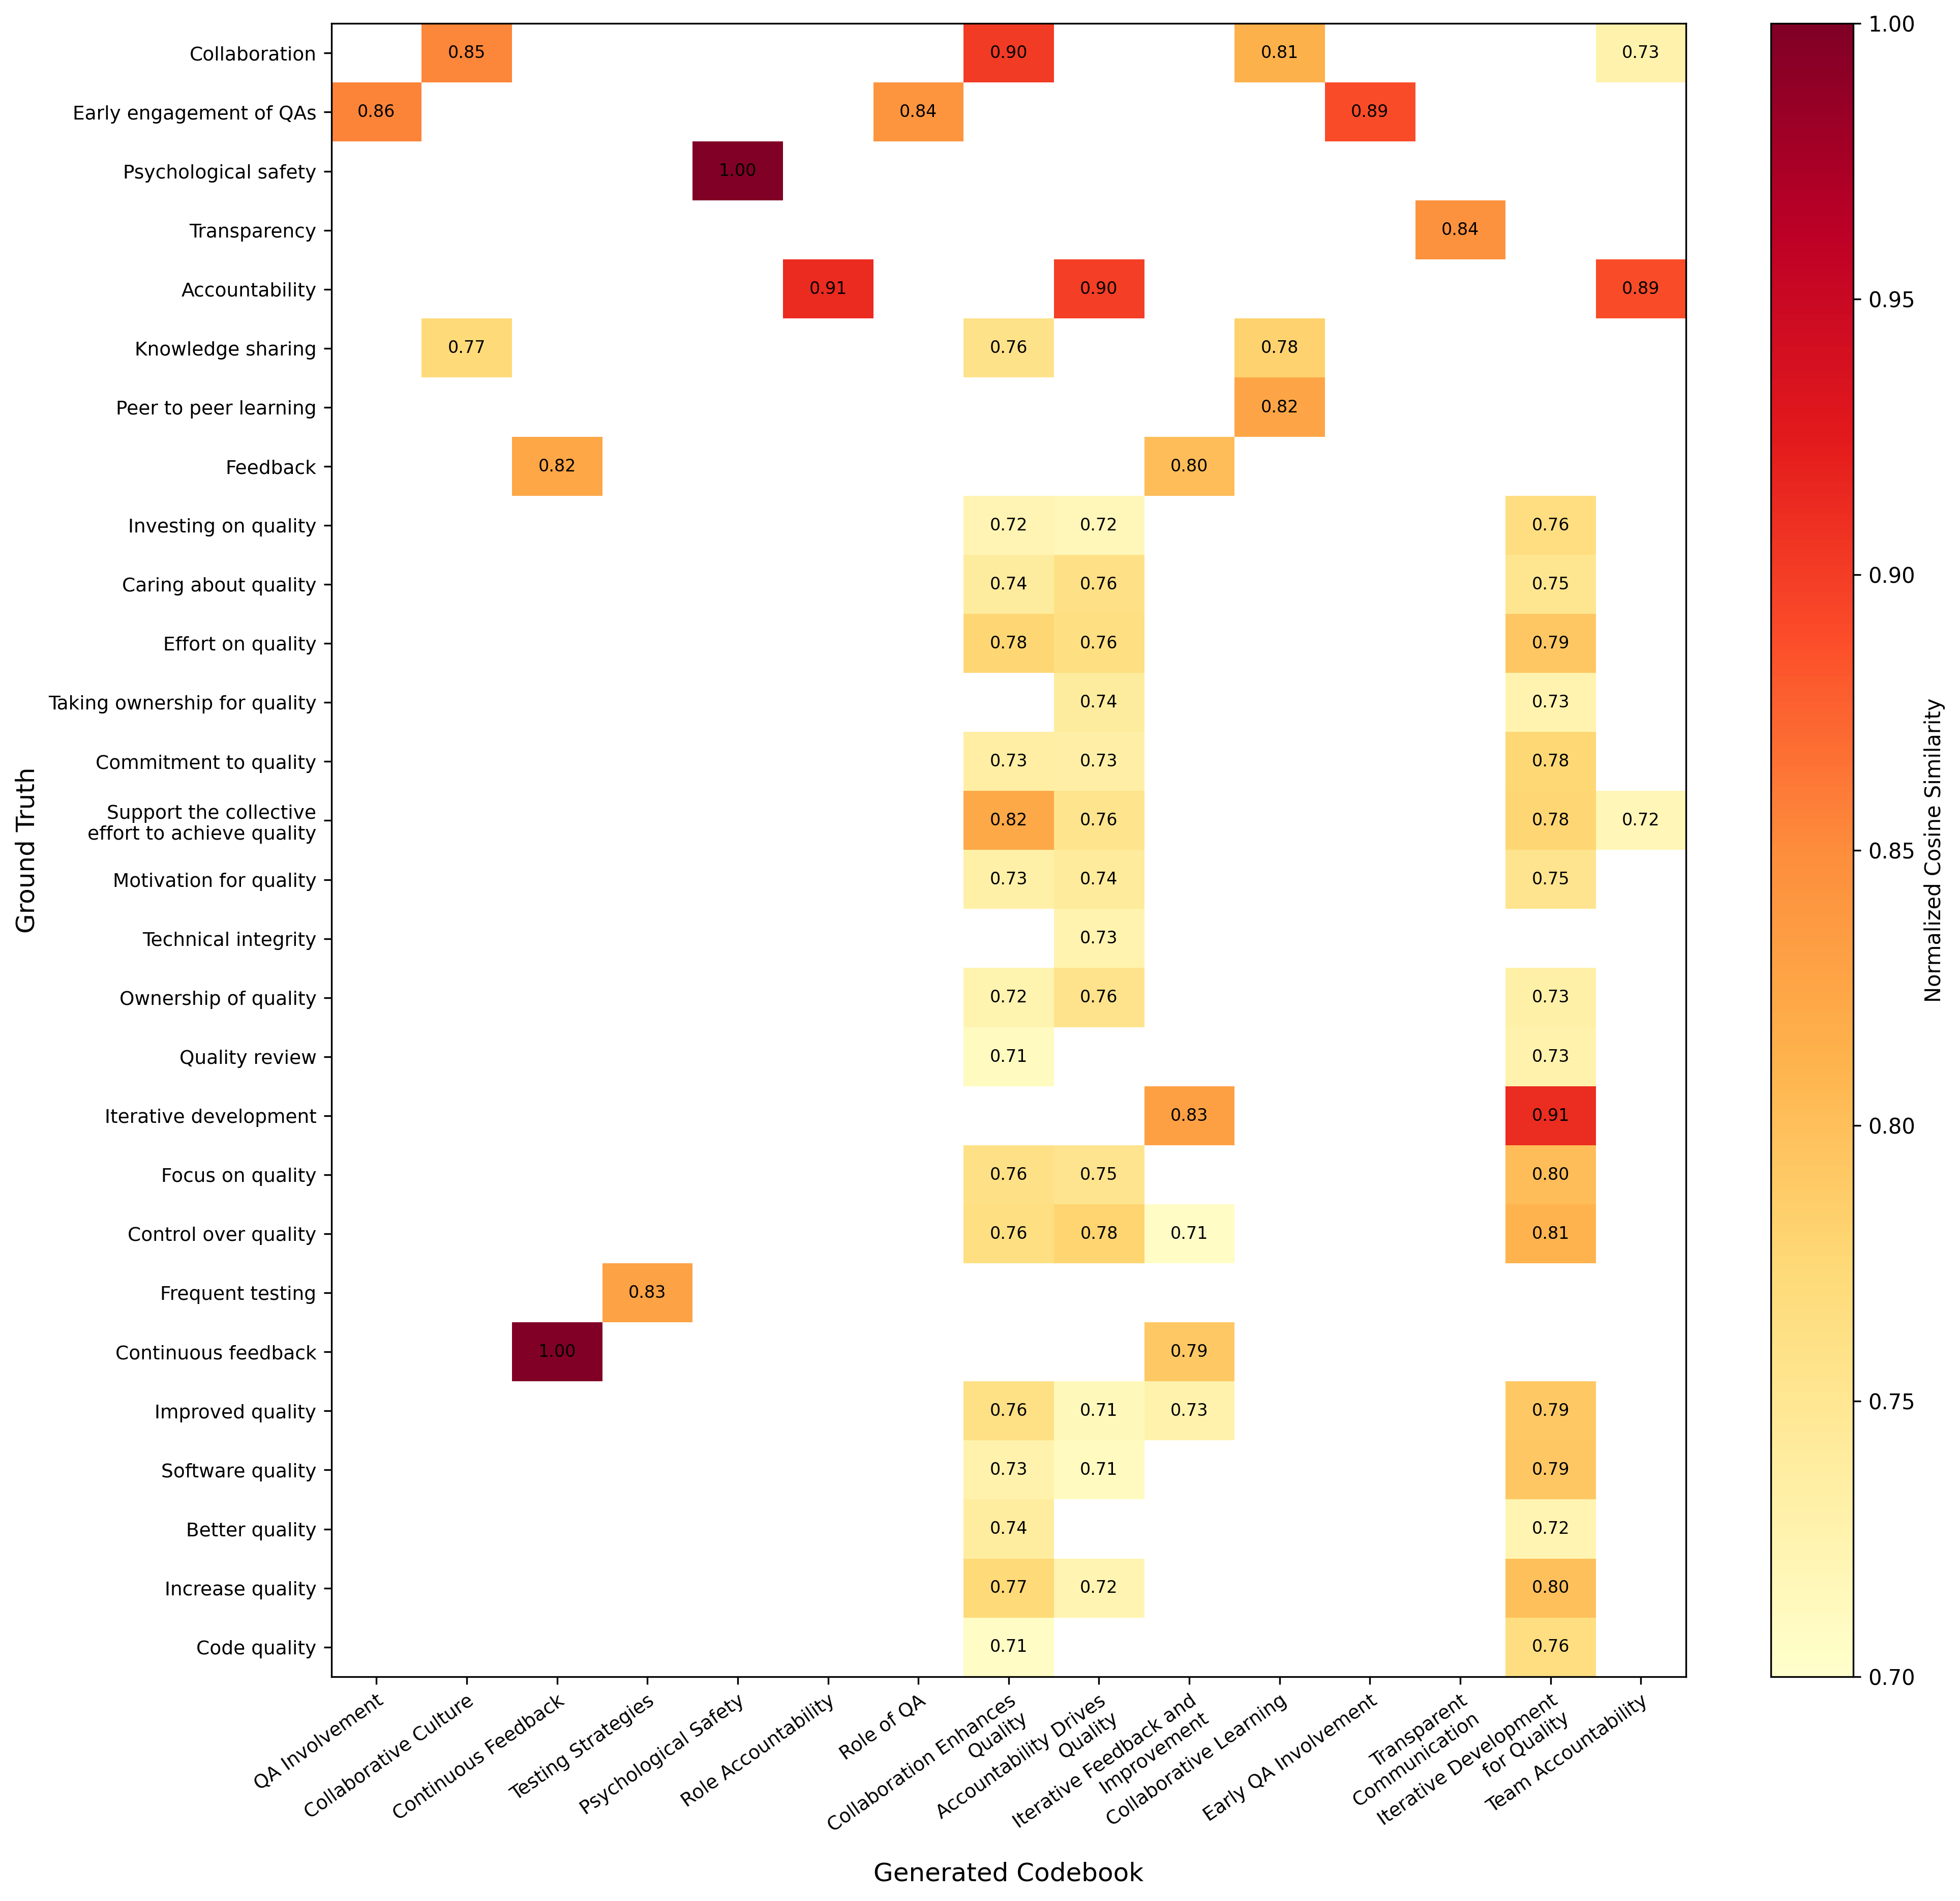 Collaboration 0.85 0.90 0.81 0.73
Early engagement of QAs 0.86 0.84 0.89
Psychological safety 1.00
Transparency 0.84
Accountability 0.91 0.90 0.89
Knowledge sharing 0.77 0.76 0.78
Peer to peer learning 0.82
Feedback 0.82 0.80
Investing on quality 0.72 0.72 0.76
Caring about quality 0.74 0.76 0.75
Effort on quality 0.78 0.76 0.79
Taking ownership for quality 0.74 0.73
Commitment to quality 0.73 0.73 0.78
Support the collective
effort to achieve quality 0.82 0.76 0.78 0.72
Motivation for quality 0.73 0.74 0.75
Technical integrity 0.73
Ownership of quality 0.72 0.76 0.73
Quality review 0.71 0.73
Iterative development 0.83 0.91
Focus on quality 0.76 0.75 0.80
Control over quality 0.76 0.78 0.71 0.81
Frequent testing 0.83
Continuous feedback 1.00 0.79
Improved quality 0.76 0.71 0.73 0.79
Software quality 0.73 0.71 0.79
Better quality 0.74 0.72
Increase quality 0.77 0.72 0.80
Code quality 0.71 0.76
Ground Truth
QA Involvement
Collaborative Culture
Continuous Feedback
Testing Strategies
Psychological Safety
Role Accountability
Role of QA
Collaboration Enhances
Quality
Accountability Drives
Quality
Iterative Feedback and
Improvement
Collaborative Learning
Early QA Involvement
Transparent
Communication
Iterative Development
for Quality
Team Accountability
Generated Codebook
1.00
0.95
0.90
0.85
0.80
0.75
0.70
Normalized Cosine Similarity